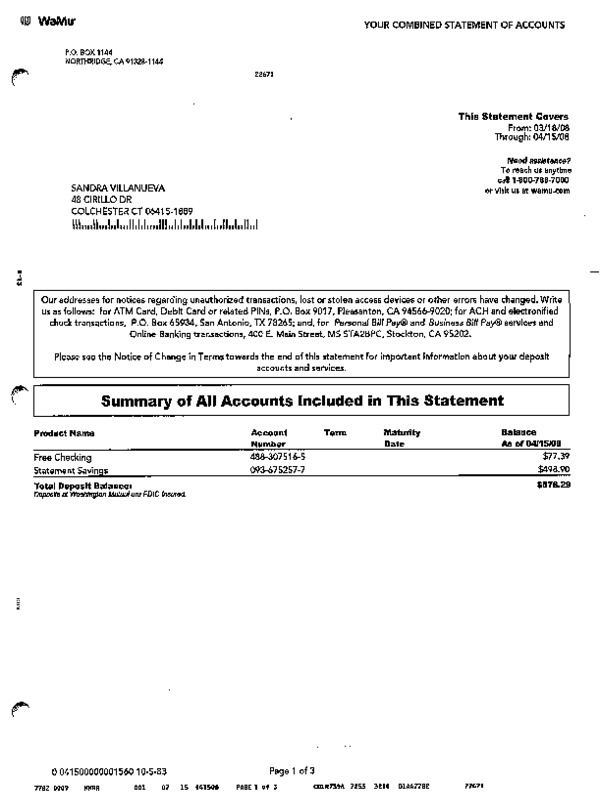 WaMu
YOUR COMBINED STATEMENT OF ACCOUNTS
P.O. BOX 1144
NORTHRIDGE, CA 91328-1144
22671
This Statement Covers
From: 03/18/08
Through: 04/15/08
Need assistance?
To reach us anytime
call 1-800-788-7000
or visit us at wamu.com
SANDRA VILLANUEVA
48 CIRILLO DR
COLCHESTER CT 06415-1889
Our addresses for notices regarding unauthorized transactions, lost or stolen access devices or other errors have changed. Write
us as follows: for ATM Card, Debit Card or related PINs, P.O. Box 9017, Pleasanton, CA 94566-9020; for ACH and electronified
check transactions, P.O. Box 65934, San Antonio, TX 78265; and, for Personal Bill Pay® and Business Bill Pay® services and
Online Banking transactions, 400 E. Main Street, MS STA2BPC, Stockton, CA 95202.
Please see the Notice of Change in Terms towards the end of this statement for important information about your deposit
accounts and services.
Summary of All Accounts Included in This Statement
Product Name Account Number Term Maturity Date Balance As of 04/15/08
Free Checking 488-307516-5 $77.39
Statement Savings 093-675257-7 $498.90
Total Deposit Balance: $576.29
Deposits at Washington Mutual are FDIC Insured.
0 041500000001560 10-5-83
Page 1 of 3
001 07 15 PAGE 1 of 3 22671